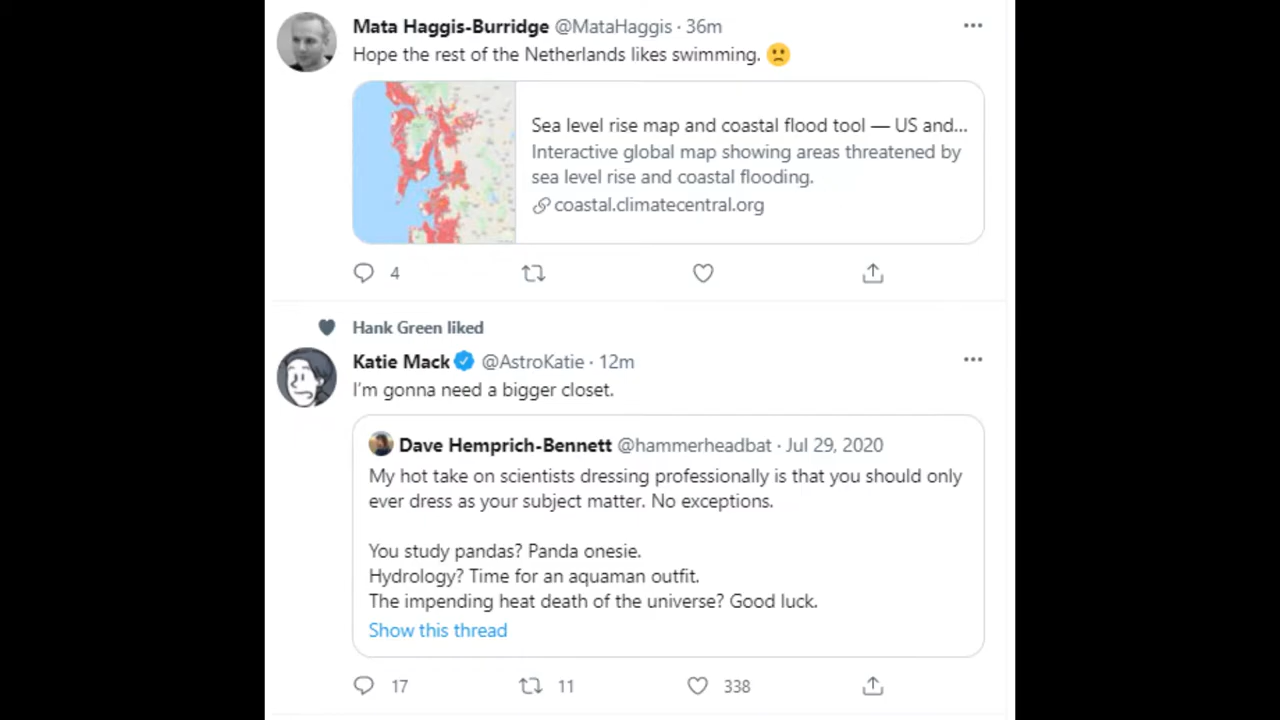 Mata Haggis-Burridge @MataHaggis · 36m
Hope the rest of the Netherlands likes swimming. 🙁
Sea level rise map and coastal flood tool — US and...
Interactive global map showing areas threatened by
sea level rise and coastal flooding.
coastal.climatecentral.org
4
Hank Green liked
Katie Mack @AstroKatie · 12m
I'm gonna need a bigger closet.
Dave Hemprich-Bennett @hammerheadbat · Jul 29, 2020
My hot take on scientists dressing professionally is that you should only
ever dress as your subject matter. No exceptions.
You study pandas? Panda onesie.
Hydrology? Time for an aquaman outfit.
The impending heat death of the universe? Good luck.
Show this thread
17 11 338